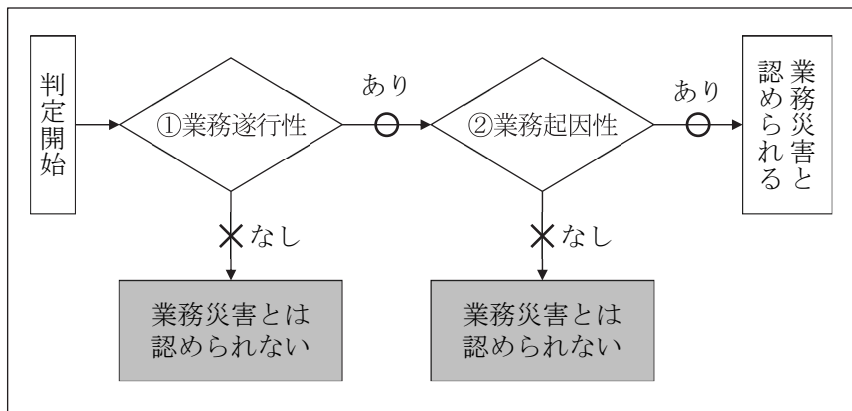 判定開始
①業務遂行性
あり
②業務起因性
あり
業務災害と
認められる
なし
業務災害とは
認められない
なし
業務災害とは
認められない